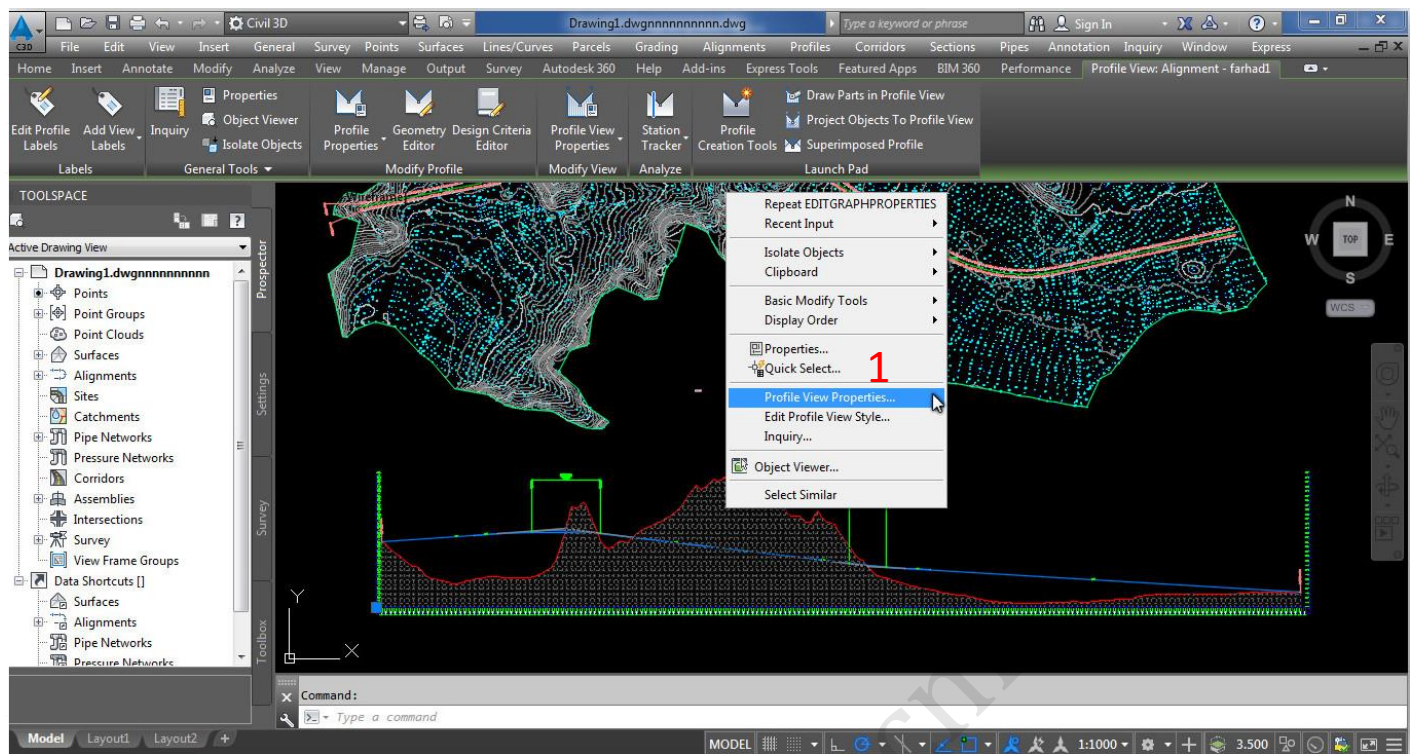 Civil 3D
Drawing1.dwgnnnnnnnnnn.dwg
Type a keyword or phrase
Sign In
C3D File Edit View Insert General Survey Points Surfaces Lines/Curves Parcels Grading Alignments Profiles Corridors Sections Pipes Annotation Inquiry Window Express
Home Insert Annotate Modify Analyze View Manage Output Survey Autodesk 360 Help Add-ins Express Tools Featured Apps BIM 360 Performance Profile View: Alignment - farhad1
Edit Profile Labels
Add View Labels
Inquiry
Properties
Object Viewer
Isolate Objects
Profile Properties
Geometry Editor
Design Criteria Editor
Profile View Properties
Station Tracker
Profile Creation Tools
Draw Parts in Profile View
Project Objects To Profile View
Superimposed Profile
Labels General Tools Modify Profile Modify View Analyze Launch Pad
TOOLSPACE
Active Drawing View
Drawing1.dwgnnnnnnnnnn
Points
Point Groups
Point Clouds
Surfaces
Alignments
Sites
Catchments
Pipe Networks
Pressure Networks
Corridors
Assemblies
Intersections
Survey
View Frame Groups
Data Shortcuts []
Surfaces
Alignments
Pipe Networks
Pressure Networks
Prospector
Settings
Survey
Toolbox
Repeat EDITGRAPHPROPERTIES
Recent Input
Isolate Objects
Clipboard
Basic Modify Tools
Display Order
Properties...
Quick Select...
1
Profile View Properties...
Edit Profile View Style...
Inquiry...
Object Viewer...
Select Similar
N
W TOP E
S
WCS
Y
X
Command:
Type a command
Model Layout1 Layout2 +
MODEL 1:1000 3.500